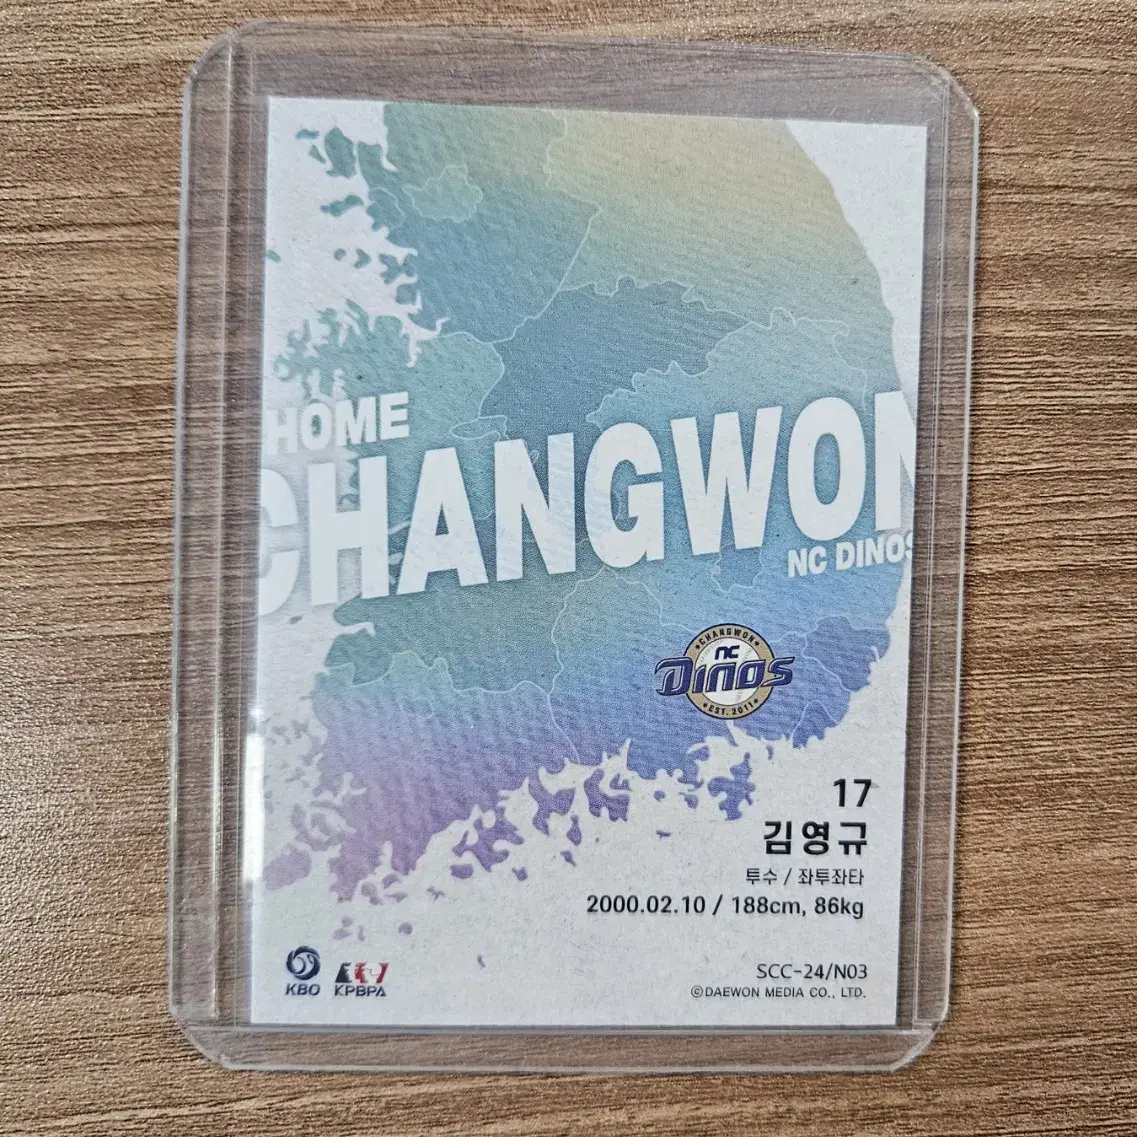 HOME
CHANGWON
NC DINOS
CHANGWON
NC
DINOS
EST. 2011
17
김영규
투수 / 좌투좌타
2000.02.10 / 188cm, 86kg
SCC-24/N03
©DAEWON MEDIA CO., LTD.
KBO
KPBPA